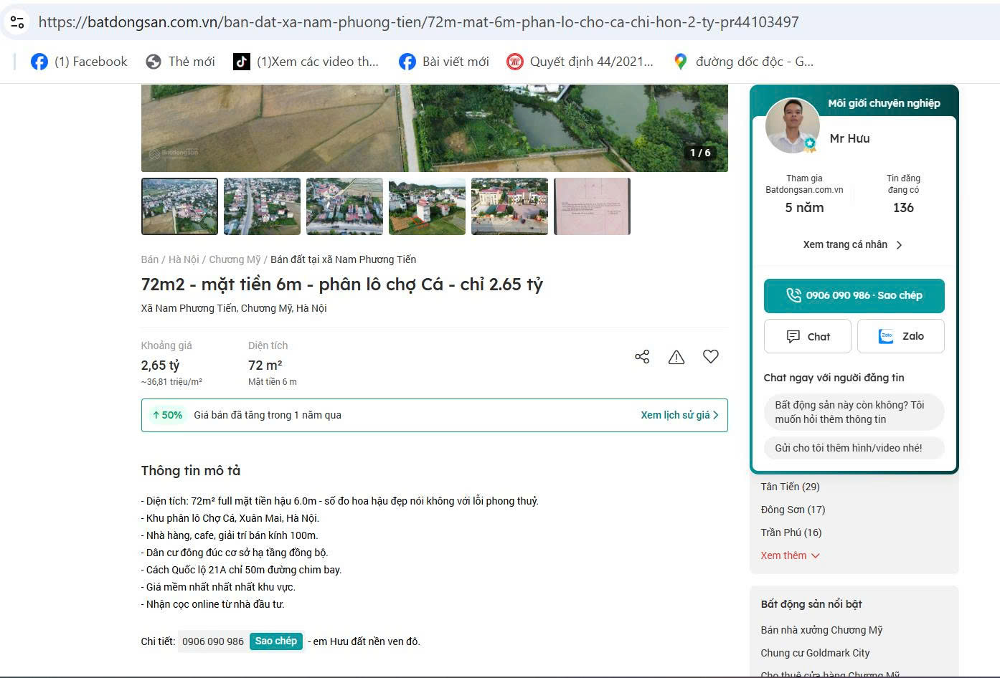 https://batdongsan.com.vn/ban-dat-xa-nam-phuong-tien/72m-mat-6m-phan-lo-cho-ca-chi-hon-2-ty-pr44103497
(1) Facebook
Thẻ mới
(1)Xem các video th...
Bài viết mới
Quyết định 44/2021...
đường dốc độc - G...
Batdongsan
1 / 6
Bán / Hà Nội / Chương Mỹ / Bán đất tại xã Nam Phương Tiến
72m2 - mặt tiền 6m - phân lô chợ Cá - chỉ 2.65 tỷ
Xã Nam Phương Tiến, Chương Mỹ, Hà Nội
Khoảng giá
Diện tích
2,65 tỷ
72 m²
~36,81 triệu/m²
Mặt tiền 6 m
50%
Giá bán đã tăng trong 1 năm qua
Xem lịch sử giá
Thông tin mô tả
- Diện tích: 72m² full mặt tiền hậu 6.0m - số đo hoa hậu đẹp nói không với lỗi phong thuỷ.
- Khu phân lô Chợ Cá, Xuân Mai, Hà Nội.
- Nhà hàng, cafe, giải trí bán kính 100m.
- Dân cư đông đúc cơ sở hạ tầng đồng bộ.
- Cách Quốc lộ 21A chỉ 50m đường chim bay.
- Giá mềm nhất nhất nhất khu vực.
- Nhận cọc online từ nhà đầu tư.
Chi tiết: 0906 090 986 Sao chép - em Hưu đất nền ven đô.
Môi giới chuyên nghiệp
Mr Hưu
Tham gia
Batdongsan.com.vn
5 năm
Tin đăng
đang có
136
Xem trang cá nhân
0906 090 986 · Sao chép
Chat
Zalo
Zalo
Chat ngay với người đăng tin
Bất động sản này còn không? Tôi
muốn hỏi thêm thông tin
Gửi cho tôi thêm hình/video nhé!
Tân Tiến (29)
Đông Sơn (17)
Trần Phú (16)
Xem thêm
Bất động sản nổi bật
Bán nhà xưởng Chương Mỹ
Chung cư Goldmark City
Cho thuê cửa hàng Chương Mỹ